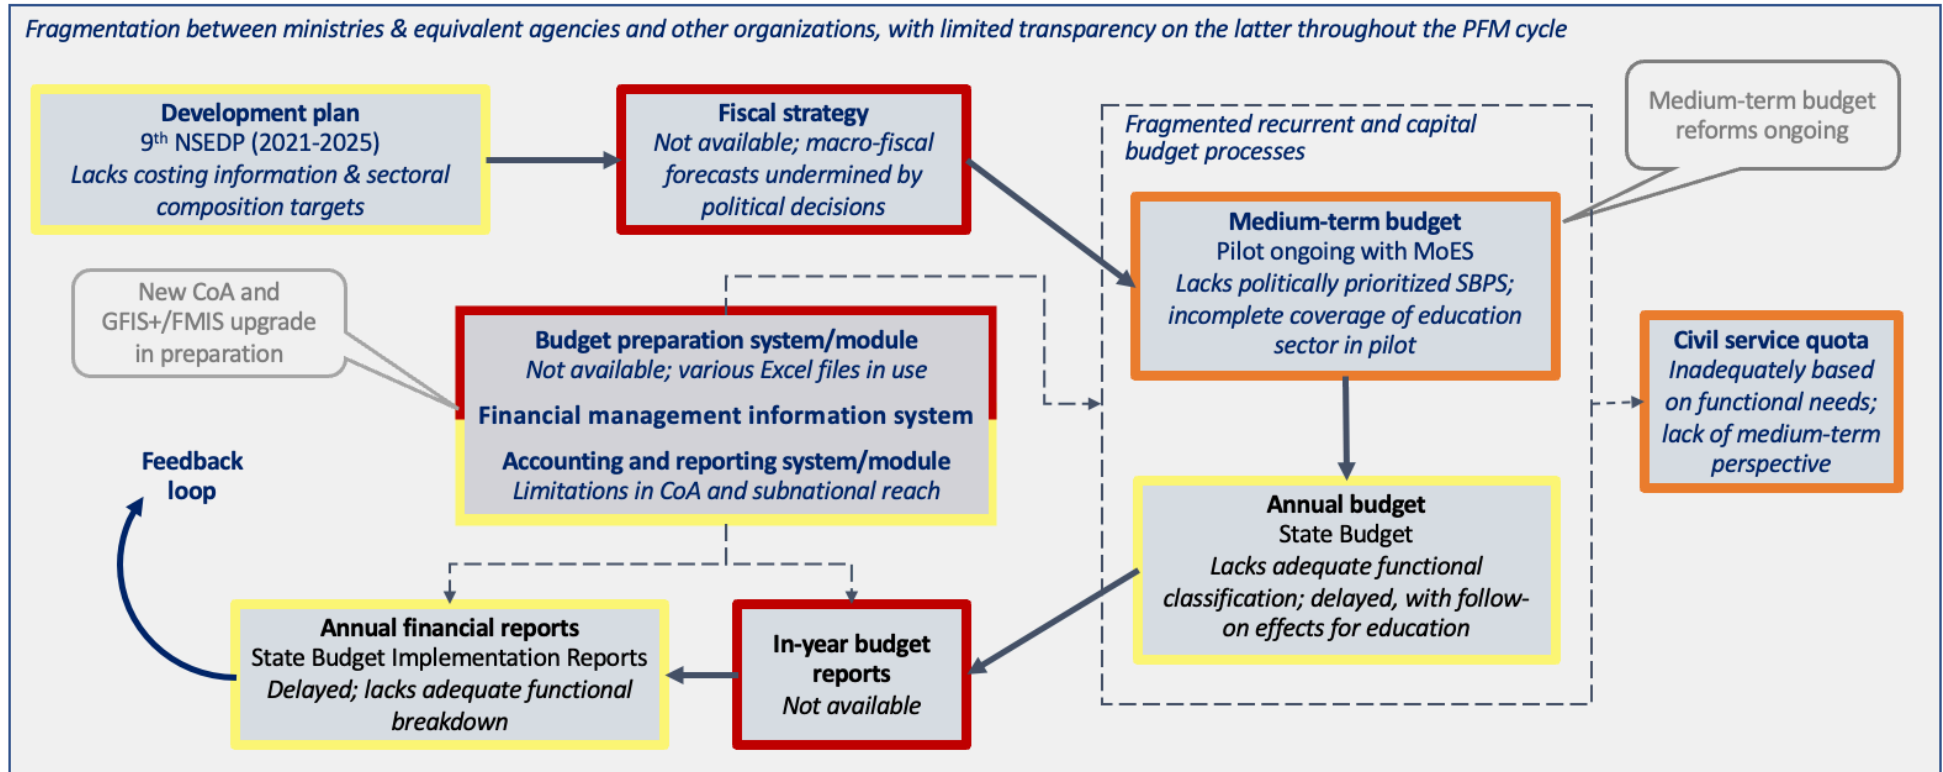 Fragmentation between ministries & equivalent agencies and other organizations, with limited transparency on the latter throughout the PFM cycle
Development plan
9th NSEDP (2021-2025)
Lacks costing information & sectoral
composition targets
Fiscal strategy
Not available; macro-fiscal
forecasts undermined by
political decisions
Fragmented recurrent and capital
budget processes
Medium-term budget
reforms ongoing
Medium-term budget
Pilot ongoing with MoES
Lacks politically prioritized SBPS;
incomplete coverage of education
sector in pilot
New CoA and
GFIS+/FMIS upgrade
in preparation
Budget preparation system/module
Not available; various Excel files in use
Financial management information system
Accounting and reporting system/module
Limitations in CoA and subnational reach
Civil service quota
Inadequately based
on functional needs;
lack of medium-term
perspective
Feedback
loop
Annual budget
State Budget
Lacks adequate functional
classification; delayed, with follow-
on effects for education
Annual financial reports
State Budget Implementation Reports
Delayed; lacks adequate functional
breakdown
In-year budget
reports
Not available